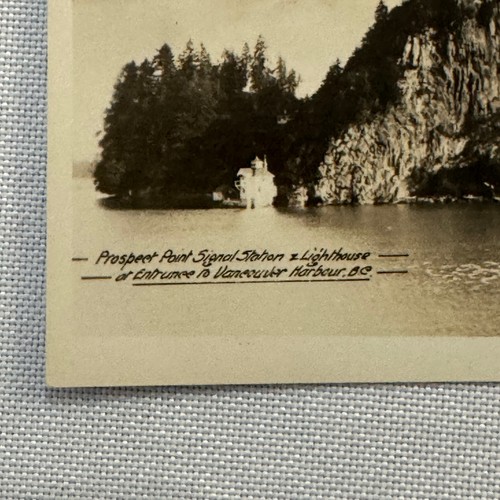 — Prospect Point Signal Station & Lighthouse —
— at Entrance to Vancouver Harbour, B.C. —